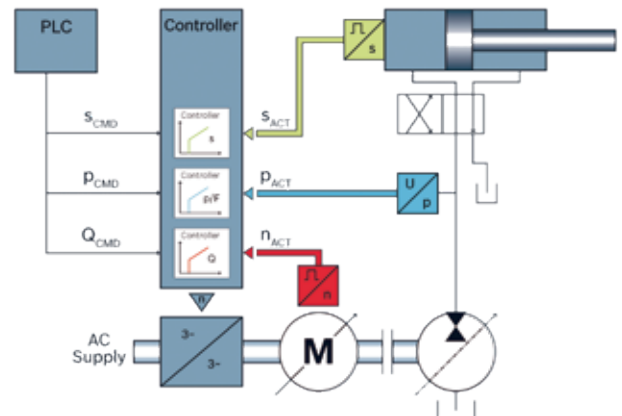 PLC
Controller
s
sCMD
sACT
Controller
s
pCMD
pACT
Controller
p/F
U
p
QCMD
nACT
Controller
Q
n
n
AC
Supply
3~
3~
M